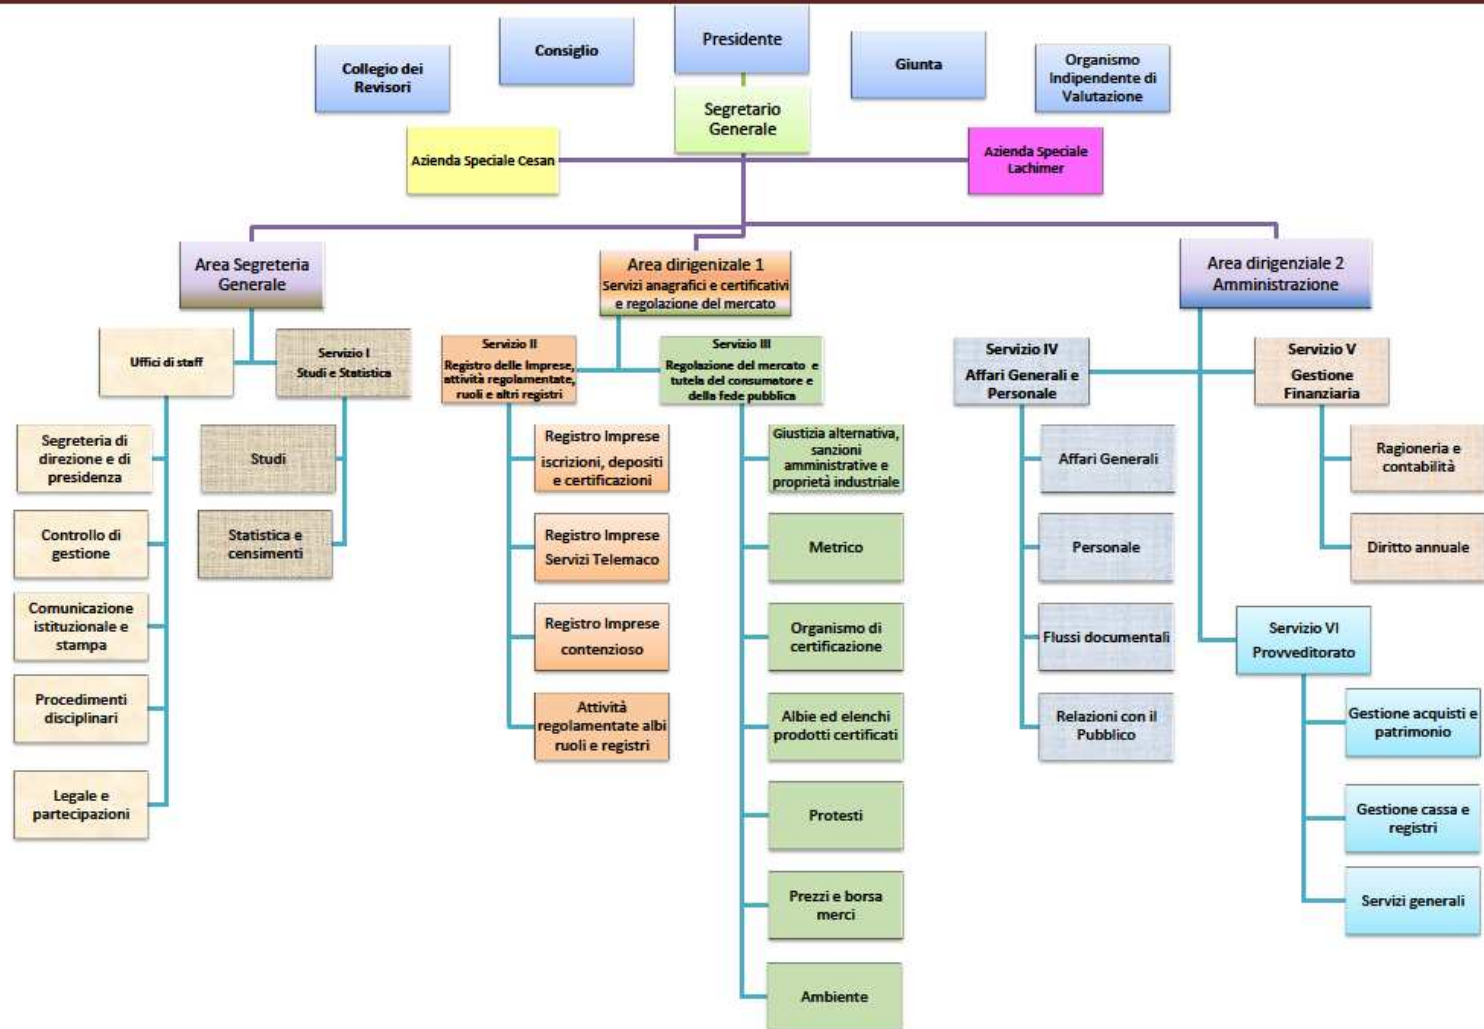 Presidente
Consiglio
Collegio dei
Revisori
Giunta
Organismo
Indipendente di
Valutazione
Segretario
Generale
Azienda Speciale Cesan
Azienda Speciale
Lachimer
Area Segreteria
Generale
Area dirigenizale 1
Servizi anagrafici e certificativi
e regolazione del mercato
Area dirigenziale 2
Amministrazione
Uffici di staff
Servizio I
Studi e Statistica
Servizio II
Registro delle Imprese,
attività regolamentate,
ruoli e altri registri
Servizio III
Regolazione del mercato e
tutela del consumatore e
della fede pubblica
Servizio IV
Affari Generali e
Personale
Servizio V
Gestione
Finanziaria
Segreteria di
direzione e di
presidenza
Controllo di
gestione
Comunicazione
istituzionale e
stampa
Procedimenti
disciplinari
Legale e
partecipazioni
Studi
Statistica e
censimenti
Registro Imprese
iscrizioni, depositi
e certificazioni
Registro Imprese
Servizi Telemaco
Registro Imprese
contenzioso
Attività
regolamentate albi
ruoli e registri
Giustizia alternativa,
sanzioni
amministrative e
proprietà industriale
Metrico
Organismo di
certificazione
Albie ed elenchi
prodotti certificati
Protesti
Prezzi e borsa
merci
Ambiente
Affari Generali
Personale
Flussi documentali
Relazioni con il
Pubblico
Ragioneria e
contabilità
Diritto annuale
Servizio VI
Provveditorato
Gestione acquisti e
patrimonio
Gestione cassa e
registri
Servizi generali